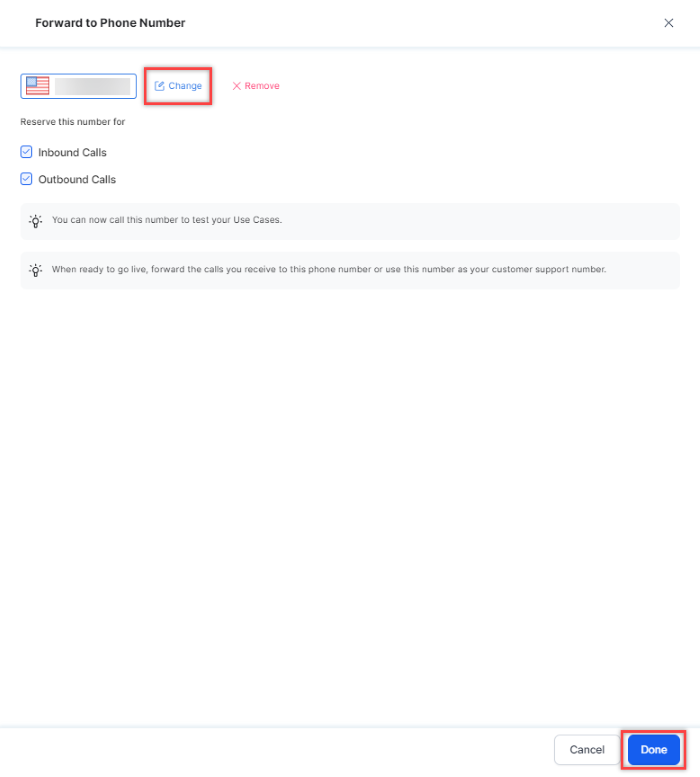 Forward to Phone Number
Change
Remove
Reserve this number for
Inbound Calls
Outbound Calls
You can now call this number to test your Use Cases.
When ready to go live, forward the calls you receive to this phone number or use this number as your customer support number.
Cancel
Done